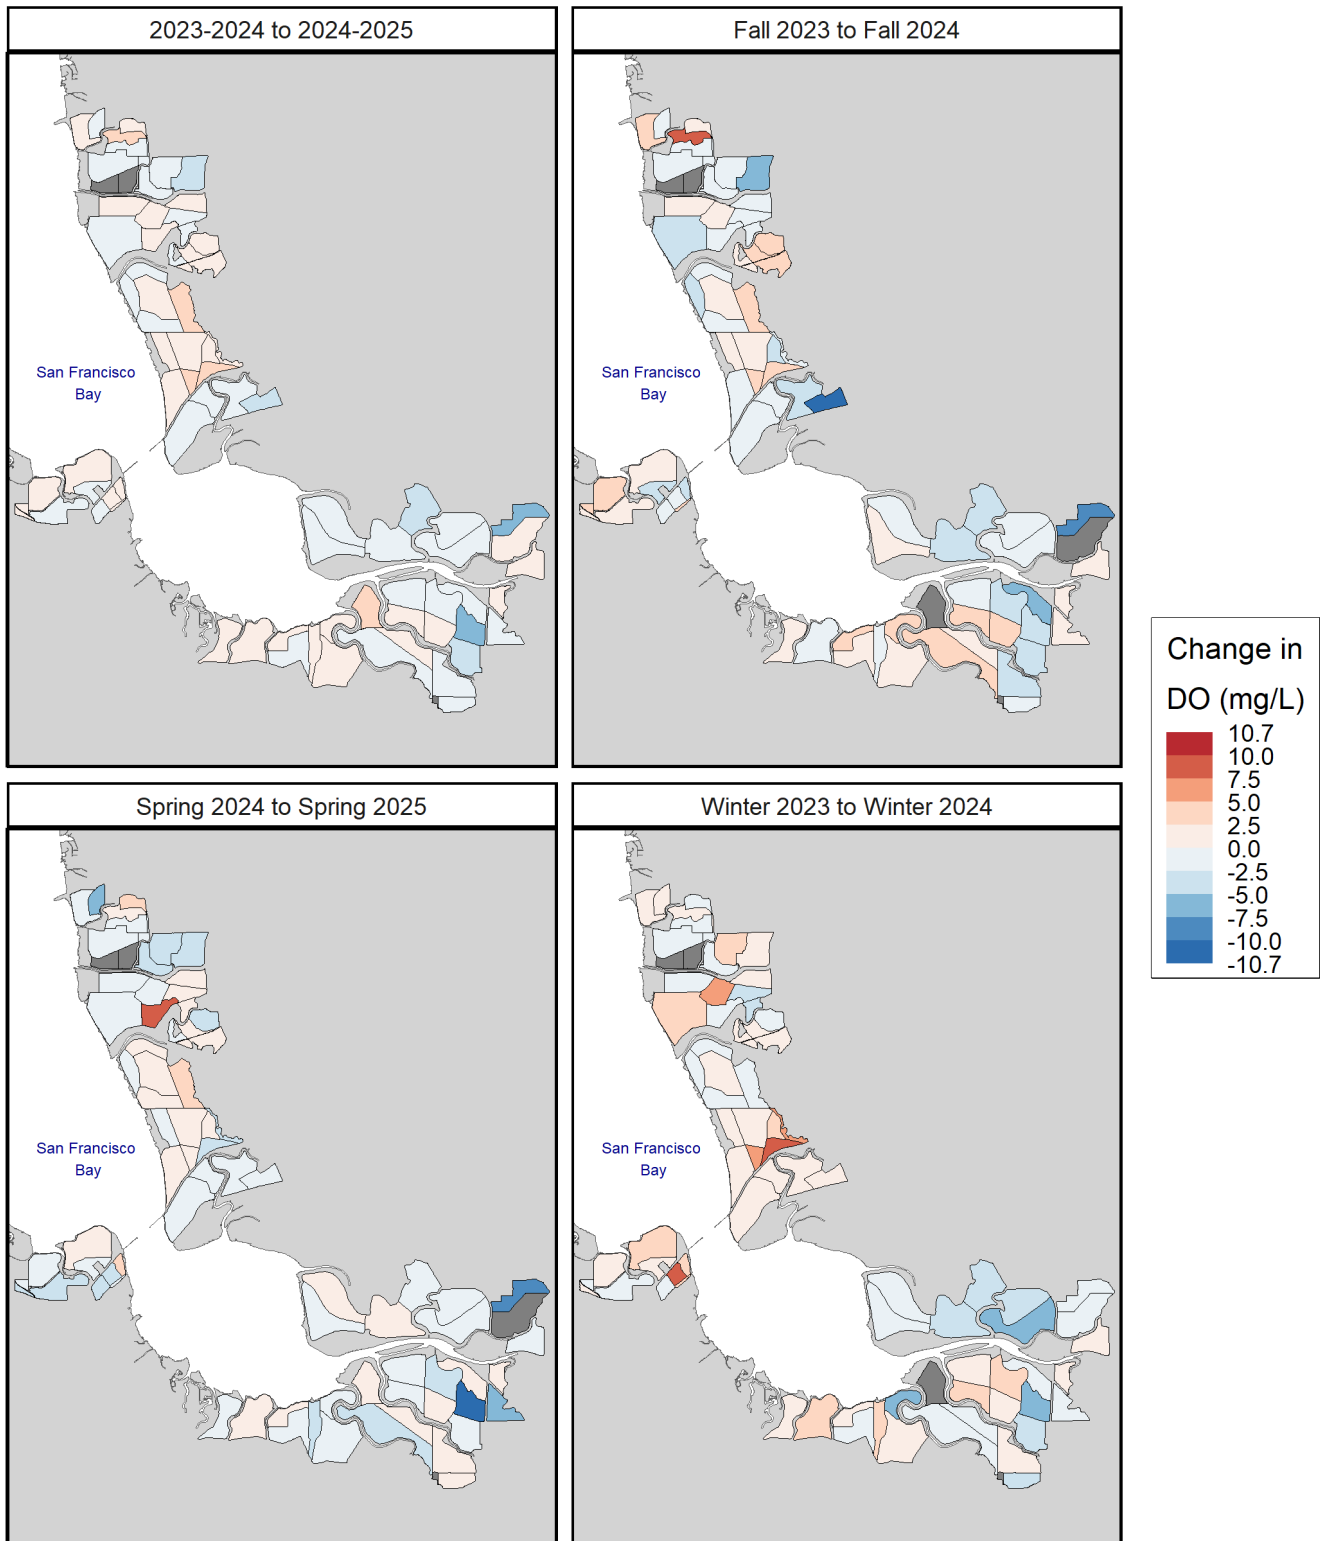 2023-2024 to 2024-2025
Fall 2023 to Fall 2024
San Francisco
Bay
San Francisco
Bay
Spring 2024 to Spring 2025
Winter 2023 to Winter 2024
San Francisco
Bay
San Francisco
Bay
Change in
DO (mg/L)
10.7
10.0
7.5
5.0
2.5
0.0
-2.5
-5.0
-7.5
-10.0
-10.7